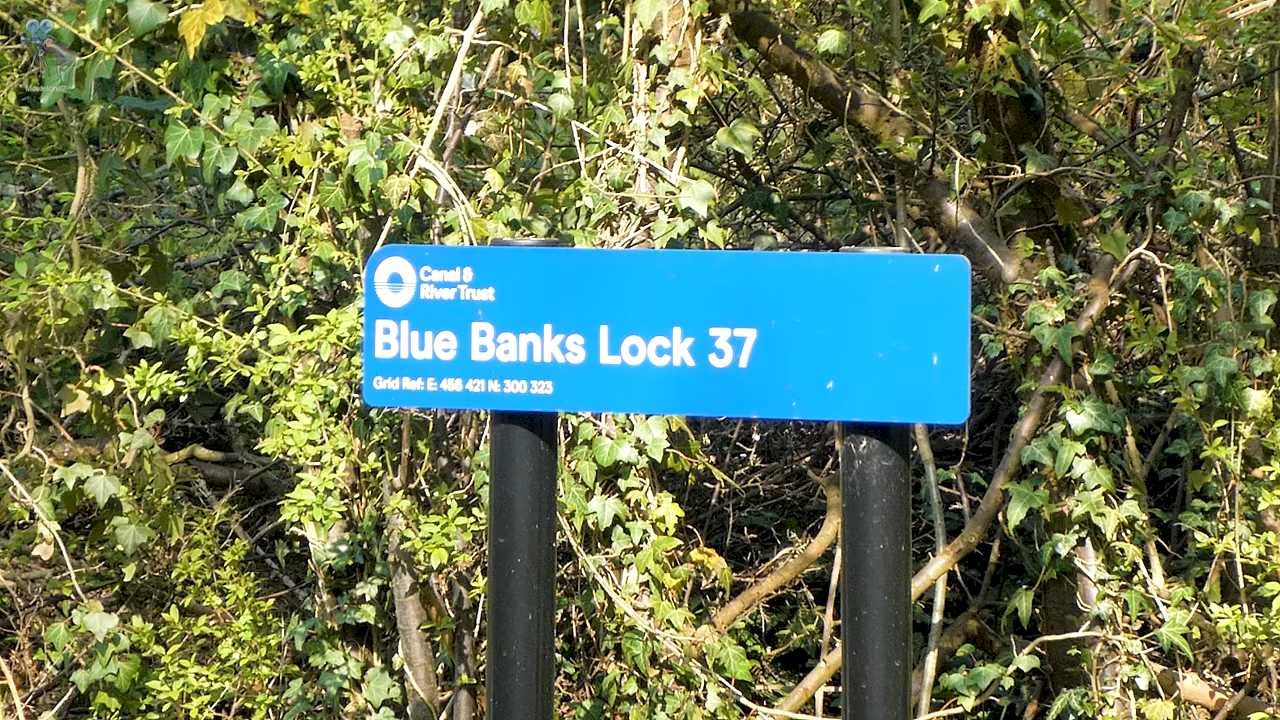 Canal &
River Trust
Blue Banks Lock 37
Grid Ref: E: 456 421 N: 300 323